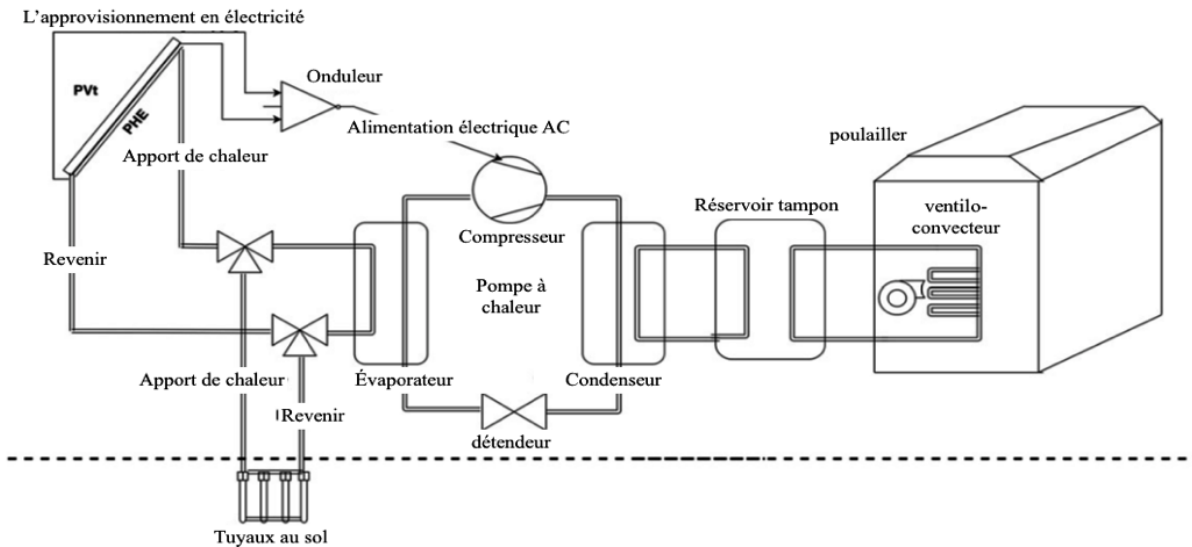 L'approvisionnement en électricité
PVt
PHE
Onduleur
Alimentation électrique AC
Apport de chaleur
poulailler
Réservoir tampon
ventilo-
convecteur
Compresseur
Revenir
Pompe à
chaleur
Apport de chaleur
Évaporateur
Condenseur
Revenir
détendeur
Tuyaux au sol